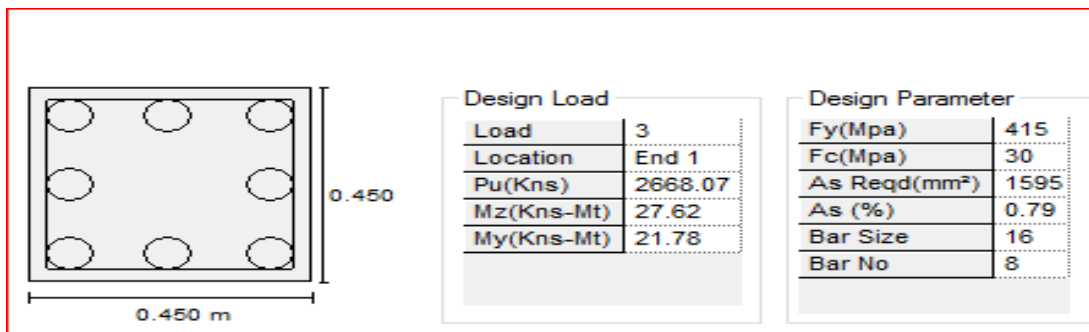 0.450
0.450 m
Design Load
Load 3
Location End 1
Pu(Kns) 2668.07
Mz(Kns-Mt) 27.62
My(Kns-Mt) 21.78
Design Parameter
Fy(Mpa) 415
Fc(Mpa) 30
As Reqd(mm²) 1595
As (%) 0.79
Bar Size 16
Bar No 8